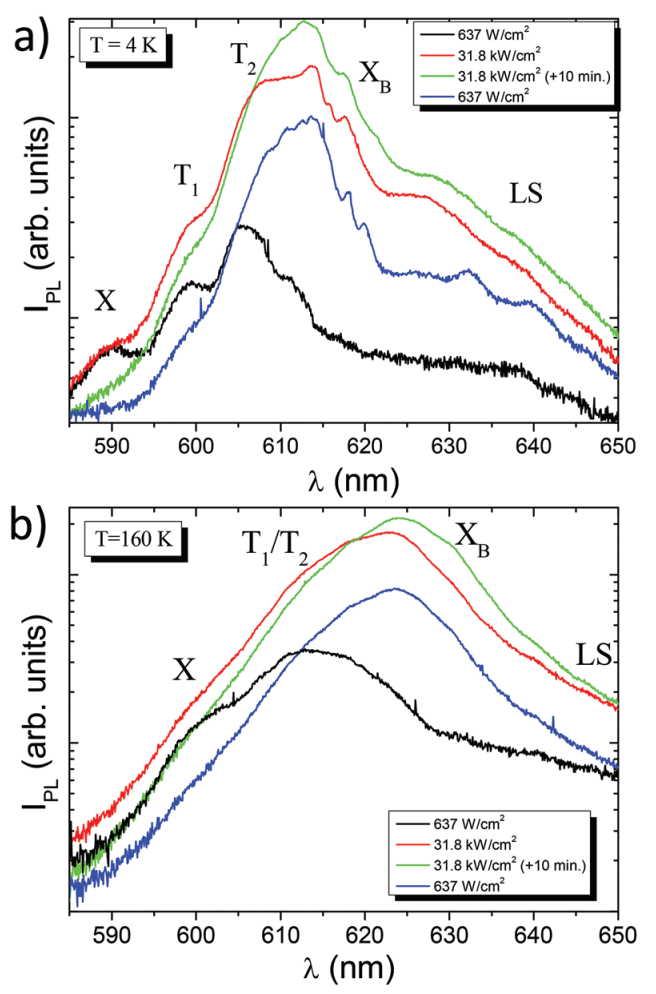 a)
T = 4 K
X
T₁
T₂
X_B
LS
637 W/cm²
31.8 kW/cm²
31.8 kW/cm² (+10 min.)
637 W/cm²
I_PL (arb. units)
590 600 610 620 630 640 650
λ (nm)
b)
T=160 K
X
T₁/T₂
X_B
LS
I_PL (arb. units)
637 W/cm²
31.8 kW/cm²
31.8 kW/cm² (+10 min.)
637 W/cm²
590 600 610 620 630 640 650
λ (nm)